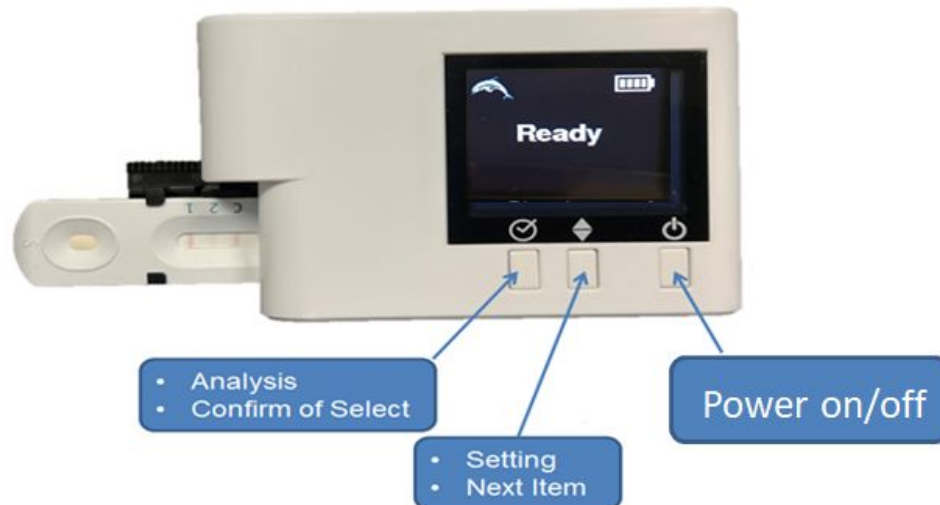 Ready
C 2 1
• Analysis
• Confirm of Select
• Setting
• Next Item
Power on/off